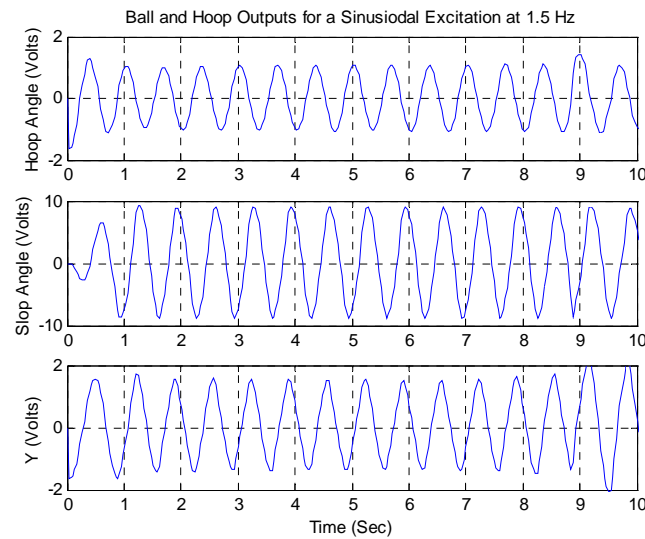 Ball and Hoop Outputs for a Sinusiodal Excitation at 1.5 Hz
2
0
-2
Hoop Angle (Volts)
0 1 2 3 4 5 6 7 8 9 10
10
0
-10
Slop Angle (Volts)
0 1 2 3 4 5 6 7 8 9 10
2
0
-2
Y (Volts)
0 1 2 3 4 5 6 7 8 9 10
Time (Sec)